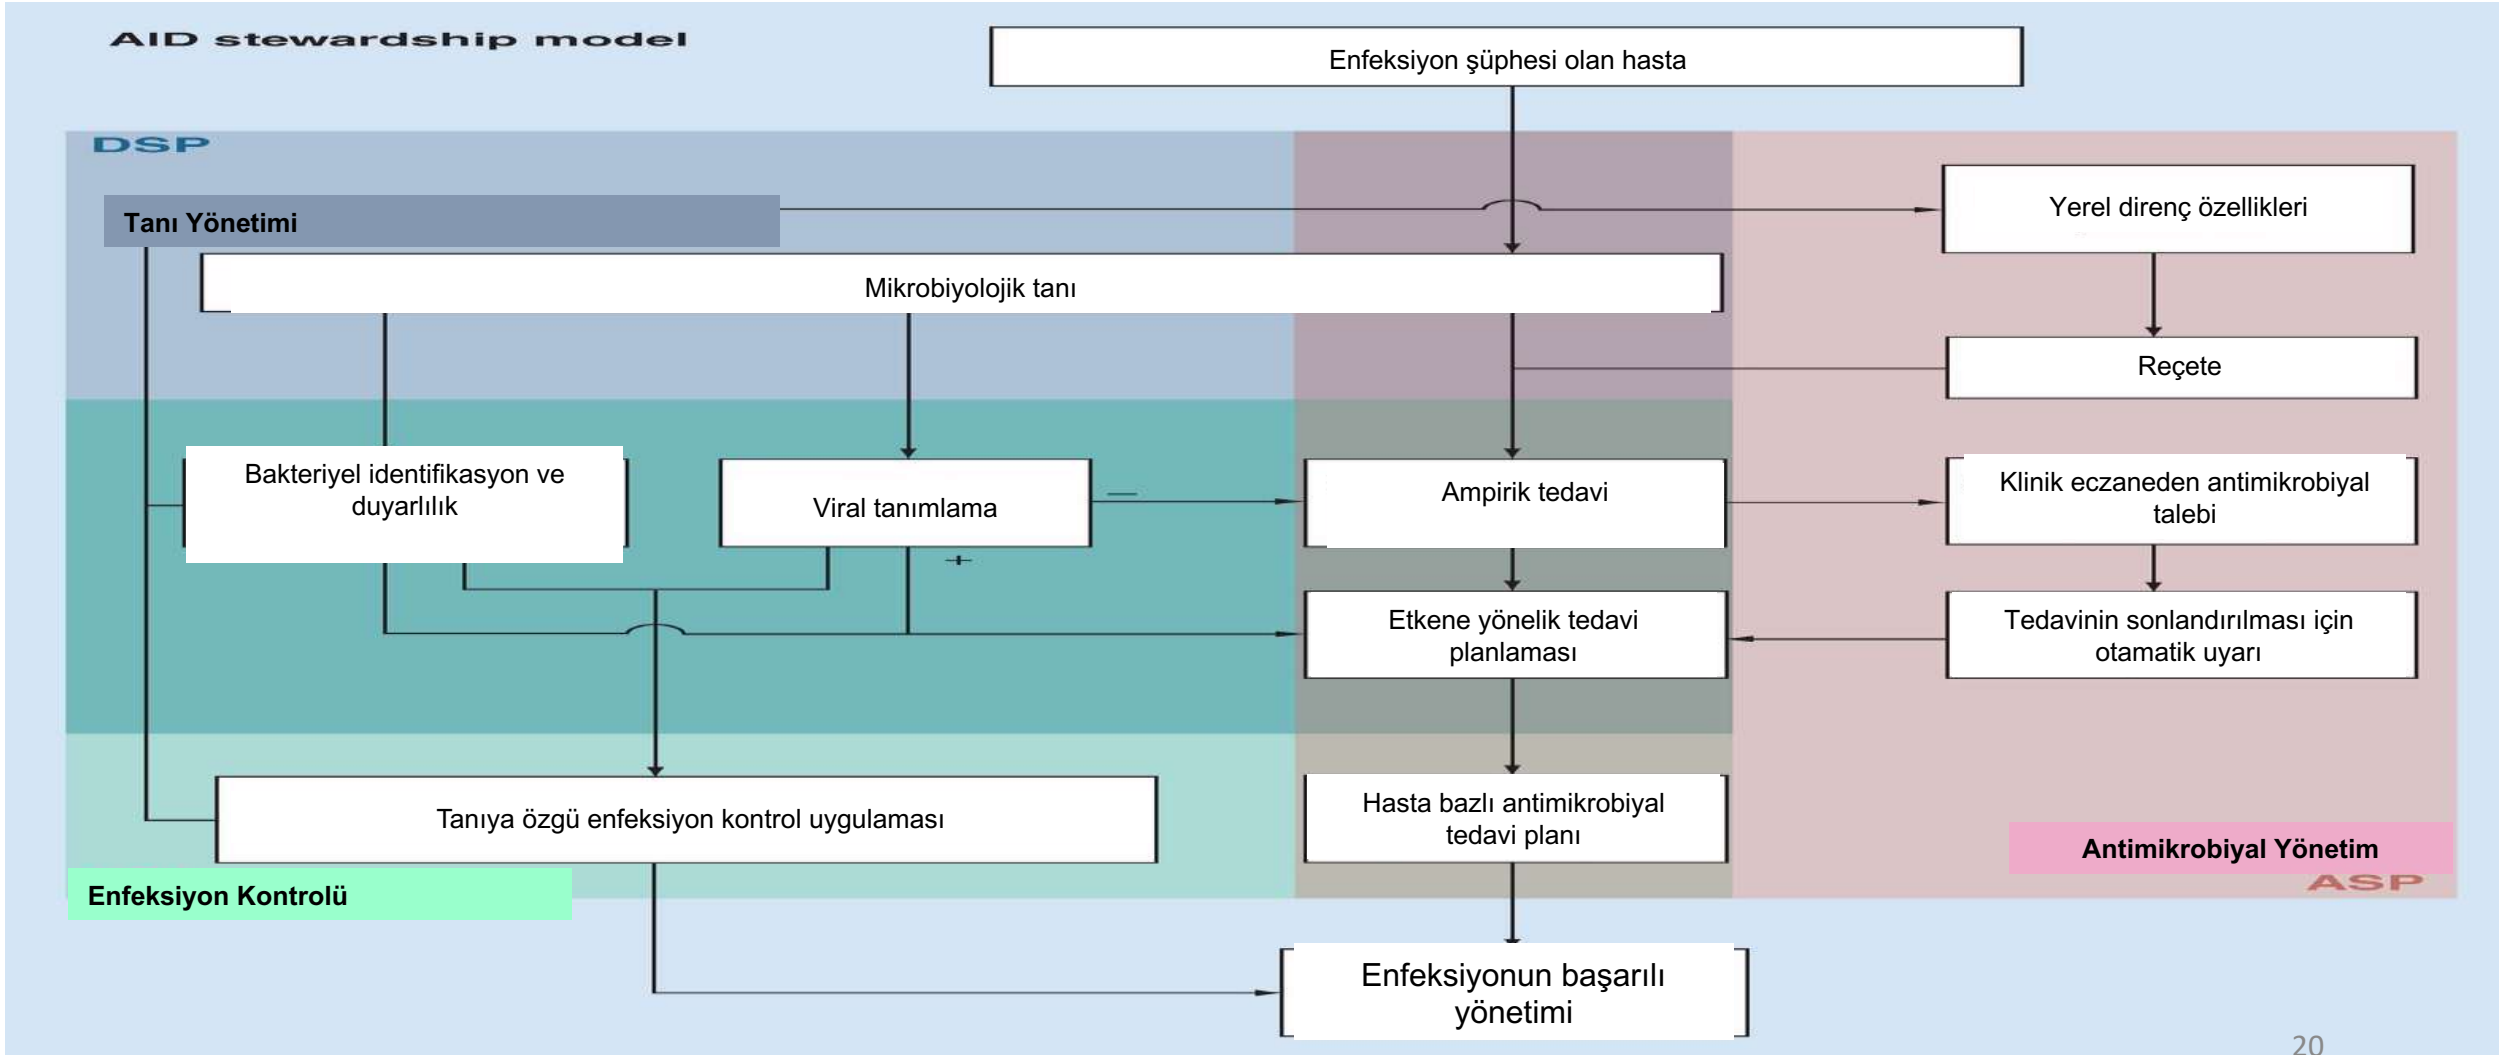 AID stewardship model
Enfeksiyon şüphesi olan hasta
DSP
Tanı Yönetimi
Yerel direnç özellikleri
Mikrobiyolojik tanı
Reçete
Bakteriyel identifikasyon ve
duyarlılık
Viral tanımlama
—
+
Ampirik tedavi
Klinik eczaneden antimikrobiyal
talebi
Etkene yönelik tedavi
planlaması
Tedavinin sonlandırılması için
otamatik uyarı
Tanıya özgü enfeksiyon kontrol uygulaması
Hasta bazlı antimikrobiyal
tedavi planı
Antimikrobiyal Yönetim
ASP
Enfeksiyon Kontrolü
Enfeksiyonun başarılı
yönetimi
20